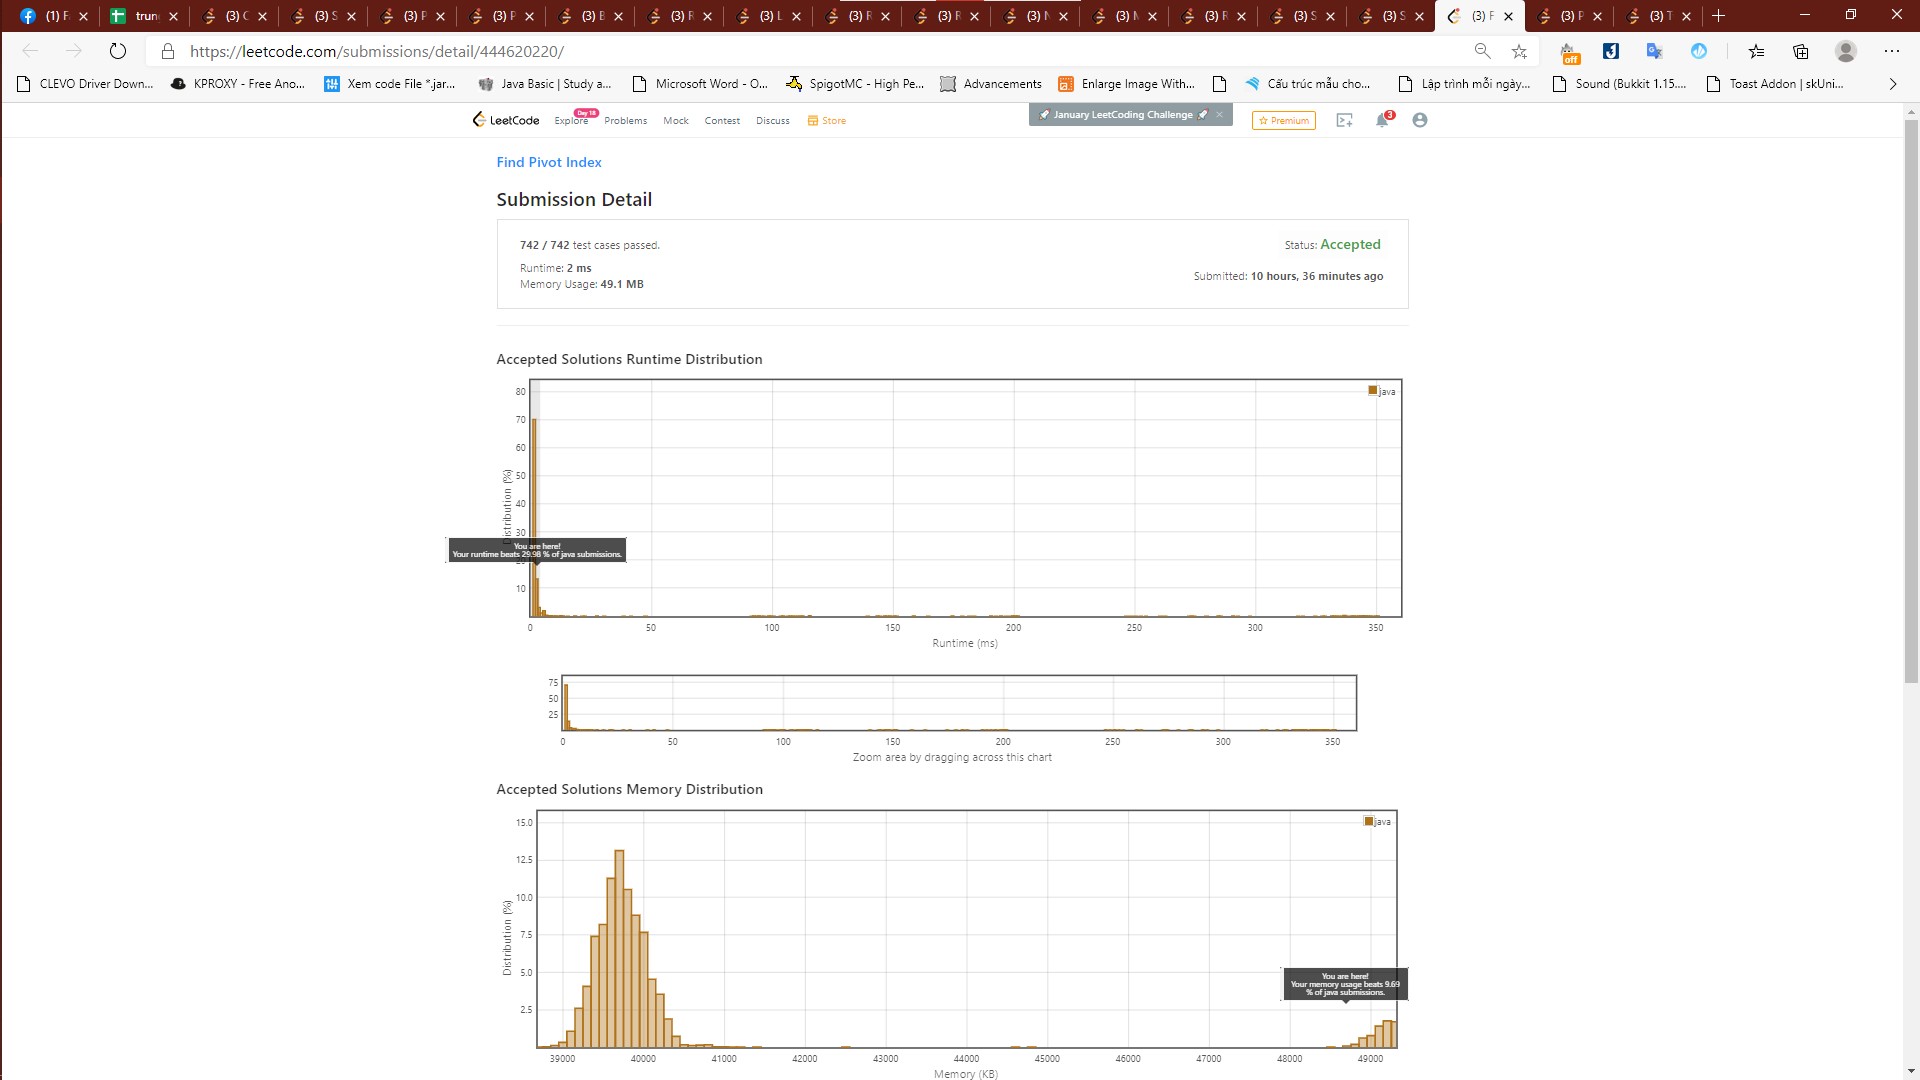 (1) F
trun
(3) C
(3) S
(3) P
(3) P
(3) B
(3) R
(3) L
(3) R
(3) R
(3) N
(3) M
(3) R
(3) S
(3) S
(3) F
(3) P
(3) T
https://leetcode.com/submissions/detail/444620220/
off
CLEVO Driver Down...
KPROXY - Free Ano...
Xem code File *.jar...
Java Basic | Study a...
Microsoft Word - O...
SpigotMC - High Pe...
Advancements
Enlarge Image With...
Cấu trúc mẫu cho...
Lập trình mỗi ngày...
Sound (Bukkit 1.15....
Toast Addon | skUni...
LeetCode
Explore
Day 18
Problems
Mock
Contest
Discuss
Store
January LeetCoding Challenge
Premium
3
Find Pivot Index
Submission Detail
742 / 742 test cases passed.
Status: Accepted
Runtime: 2 ms
Submitted: 10 hours, 36 minutes ago
Memory Usage: 49.1 MB
Accepted Solutions Runtime Distribution
java
80
70
60
50
40
30
20
10
Distribution (%)
You are here!
Your runtime beats 29.98 % of java submissions.
0 50 100 150 200 250 300 350
Runtime (ms)
75
50
25
0 50 100 150 200 250 300 350
Zoom area by dragging across this chart
Accepted Solutions Memory Distribution
java
15.0
12.5
10.0
7.5
5.0
2.5
Distribution (%)
You are here!
Your memory usage beats 9.69
% of java submissions.
39000 40000 41000 42000 43000 44000 45000 46000 47000 48000 49000
Memory (KB)